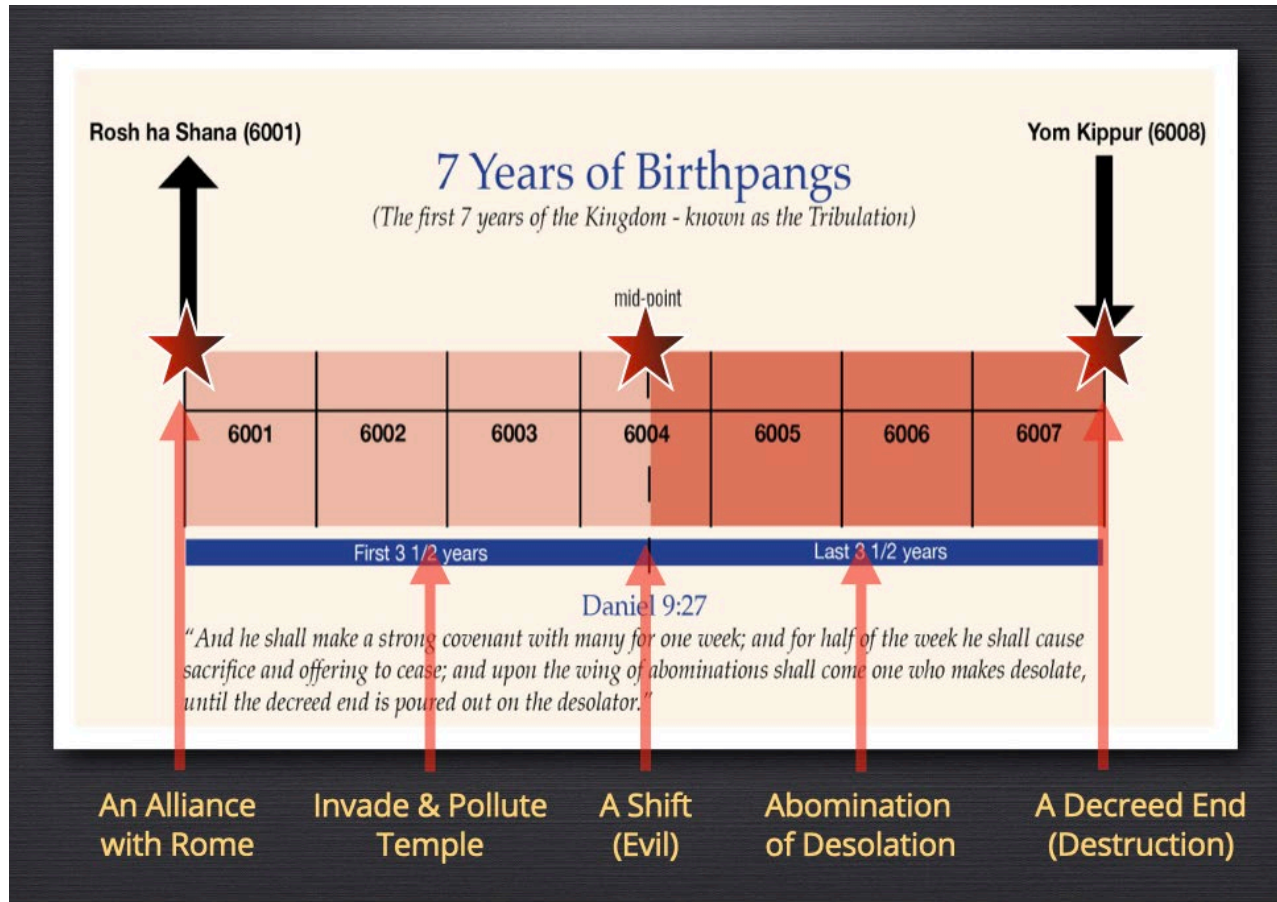 Rosh ha Shana (6001)
Yom Kippur (6008)
7 Years of Birthpangs
(The first 7 years of the Kingdom - known as the Tribulation)
mid-point
6001 6002 6003 6004 6005 6006 6007
First 3 1/2 years
Last 3 1/2 years
Daniel 9:27
“And he shall make a strong covenant with many for one week; and for half of the week he shall cause
sacrifice and offering to cease; and upon the wing of abominations shall come one who makes desolate,
until the decreed end is poured out on the desolator.”
An Alliance
with Rome
Invade & Pollute
Temple
A Shift
(Evil)
Abomination
of Desolation
A Decreed End
(Destruction)